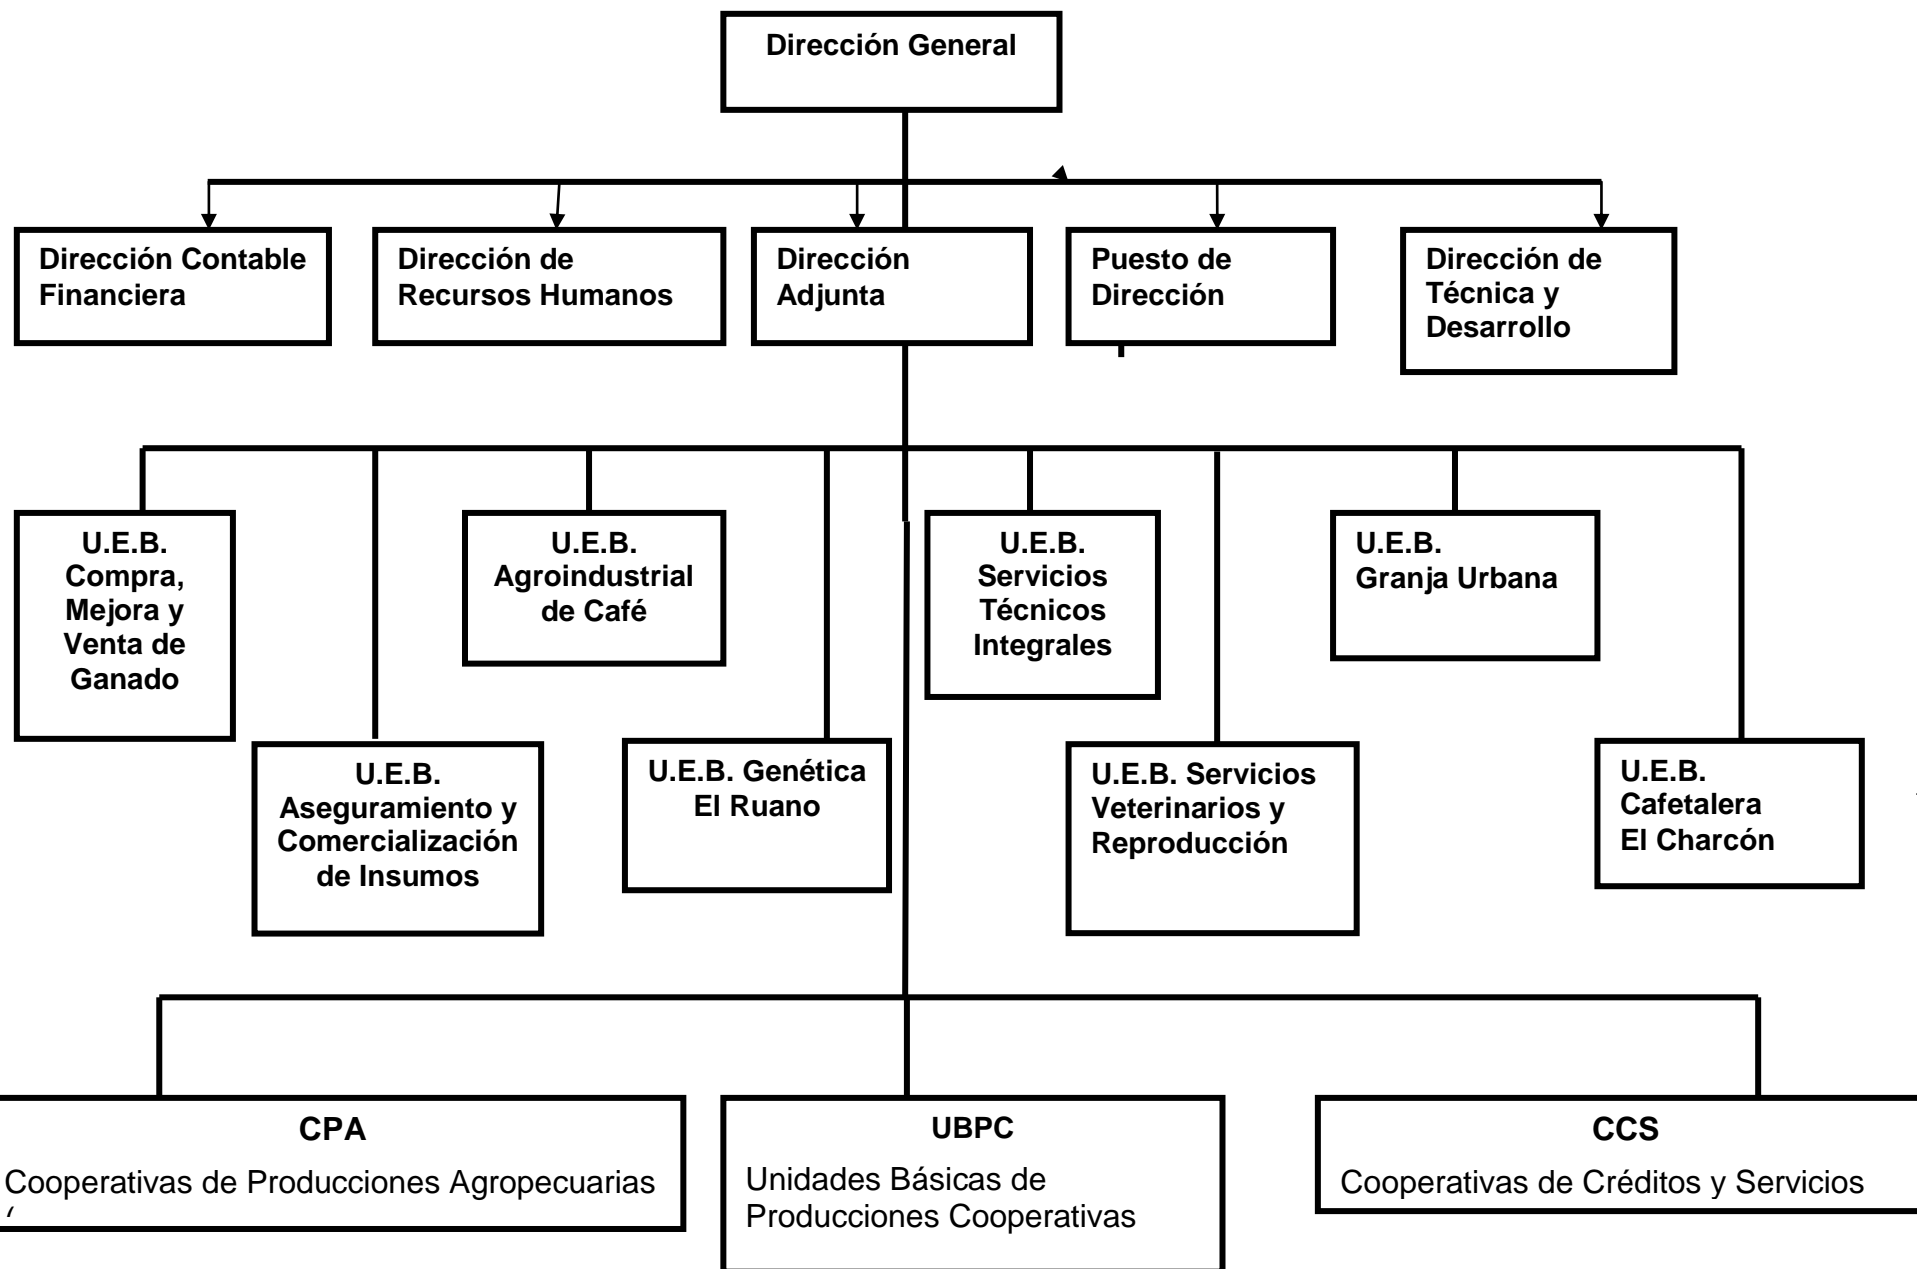 Dirección General
Dirección Contable
Financiera
Dirección de
Recursos Humanos
Dirección
Adjunta
Puesto de
Dirección
Dirección de
Técnica y
Desarrollo
U.E.B.
Compra,
Mejora y
Venta de
Ganado
U.E.B.
Agroindustrial
de Café
U.E.B.
Servicios
Técnicos
Integrales
U.E.B.
Granja Urbana
U.E.B.
Aseguramiento y
Comercialización
de Insumos
U.E.B. Genética
El Ruano
U.E.B. Servicios
Veterinarios y
Reproducción
U.E.B.
Cafetalera
El Charcón
CPA
Cooperativas de Producciones Agropecuarias
UBPC
Unidades Básicas de
Producciones Cooperativas
CCS
Cooperativas de Créditos y Servicios